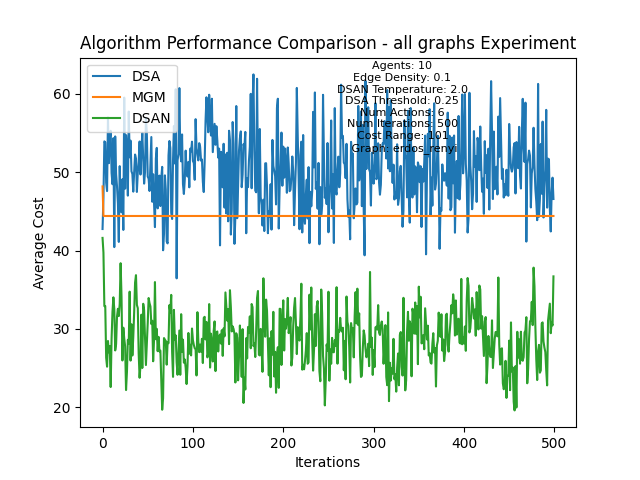 Algorithm Performance Comparison - all graphs Experiment
DSA
MGM
DSAN
Agents: 10
Edge Density: 0.1
DSAN Temperature: 2.0
DSA Threshold: 0.25
Num Actions: 6
Num Iterations: 500
Cost Range: 101
Graph: erdos_renyi
Average Cost
60
50
40
30
20
0
100
200
300
400
500
Iterations